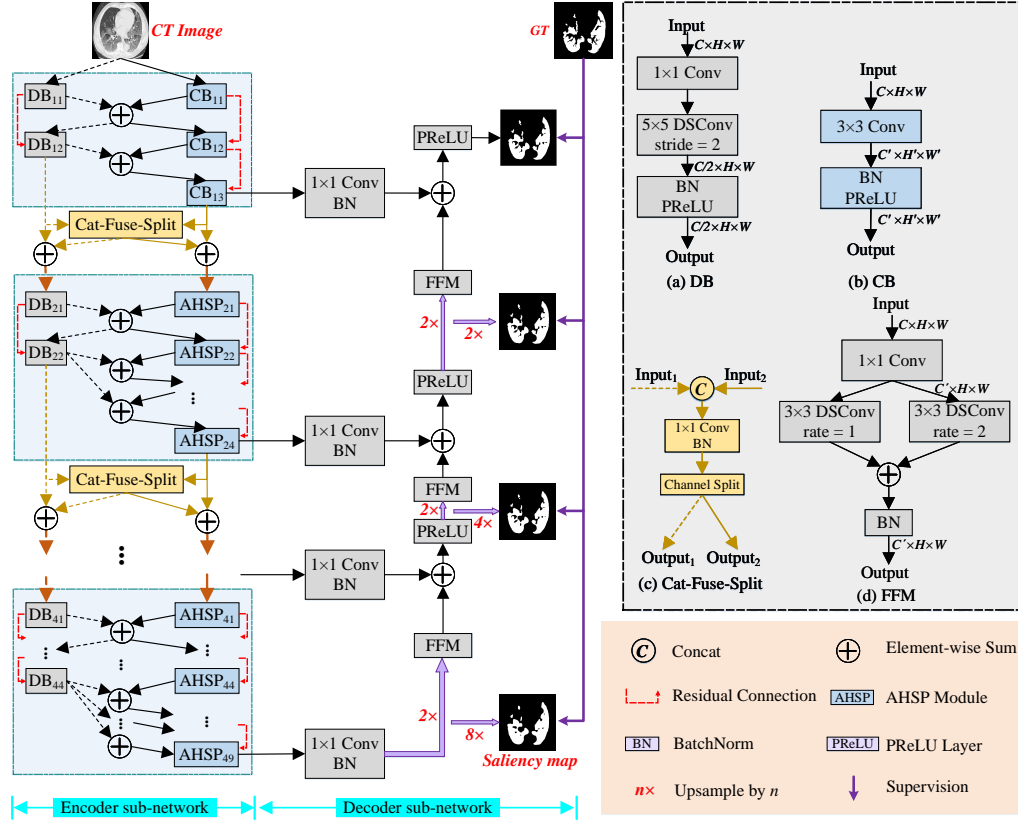 CT Image
GT
DB11
CB11
DB12
CB12
CB13
Cat-Fuse-Split
DB21
AHSP21
DB22
AHSP22
...
AHSP24
Cat-Fuse-Split
...
DB41
AHSP41
...
...
DB44
AHSP44
...
...
AHSP49
Encoder sub-network
PReLU
1×1 Conv
BN
FFM
2×
2×
PReLU
1×1 Conv
BN
FFM
2×
4×
PReLU
1×1 Conv
BN
FFM
2×
8×
1×1 Conv
BN
Saliency map
Decoder sub-network
Input
C×H×W
1×1 Conv
5×5 DSConv
stride = 2
C/2×H×W
BN
PReLU
C/2×H×W
Output
(a) DB
Input
C×H×W
3×3 Conv
C'×H'×W'
BN
PReLU
C'×H'×W'
Output
(b) CB
Input1
Input2
C
1×1 Conv
BN
Channel Split
Output1
Output2
(c) Cat-Fuse-Split
Input
C×H×W
1×1 Conv
C'×H×W
3×3 DSConv
rate = 1
3×3 DSConv
rate = 2
BN
C'×H×W
Output
(d) FFM
C
Concat
Element-wise Sum
Residual Connection
AHSP
AHSP Module
BN
BatchNorm
PReLU
PReLU Layer
n×
Upsample by n
Supervision